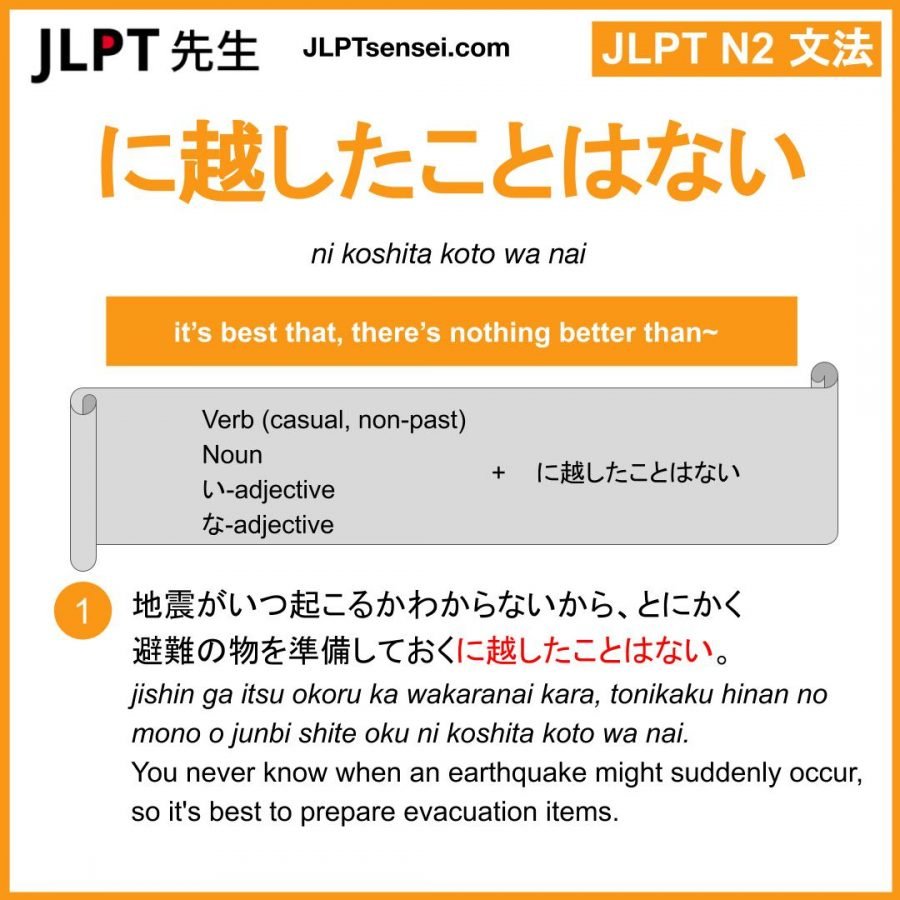 JLPT 先生
JLPTsensei.com
JLPT N2 文法
に越したことはない
ni koshita koto wa nai
it’s best that, there’s nothing better than~
Verb (casual, non-past)
Noun
い-adjective
な-adjective
+ に越したことはない
1
地震がいつ起こるかわからないから、とにかく
避難の物を準備しておくに越したことはない。
jishin ga itsu okoru ka wakaranai kara, tonikaku hinan no
mono o junbi shite oku ni koshita koto wa nai.
You never know when an earthquake might suddenly occur,
so it's best to prepare evacuation items.